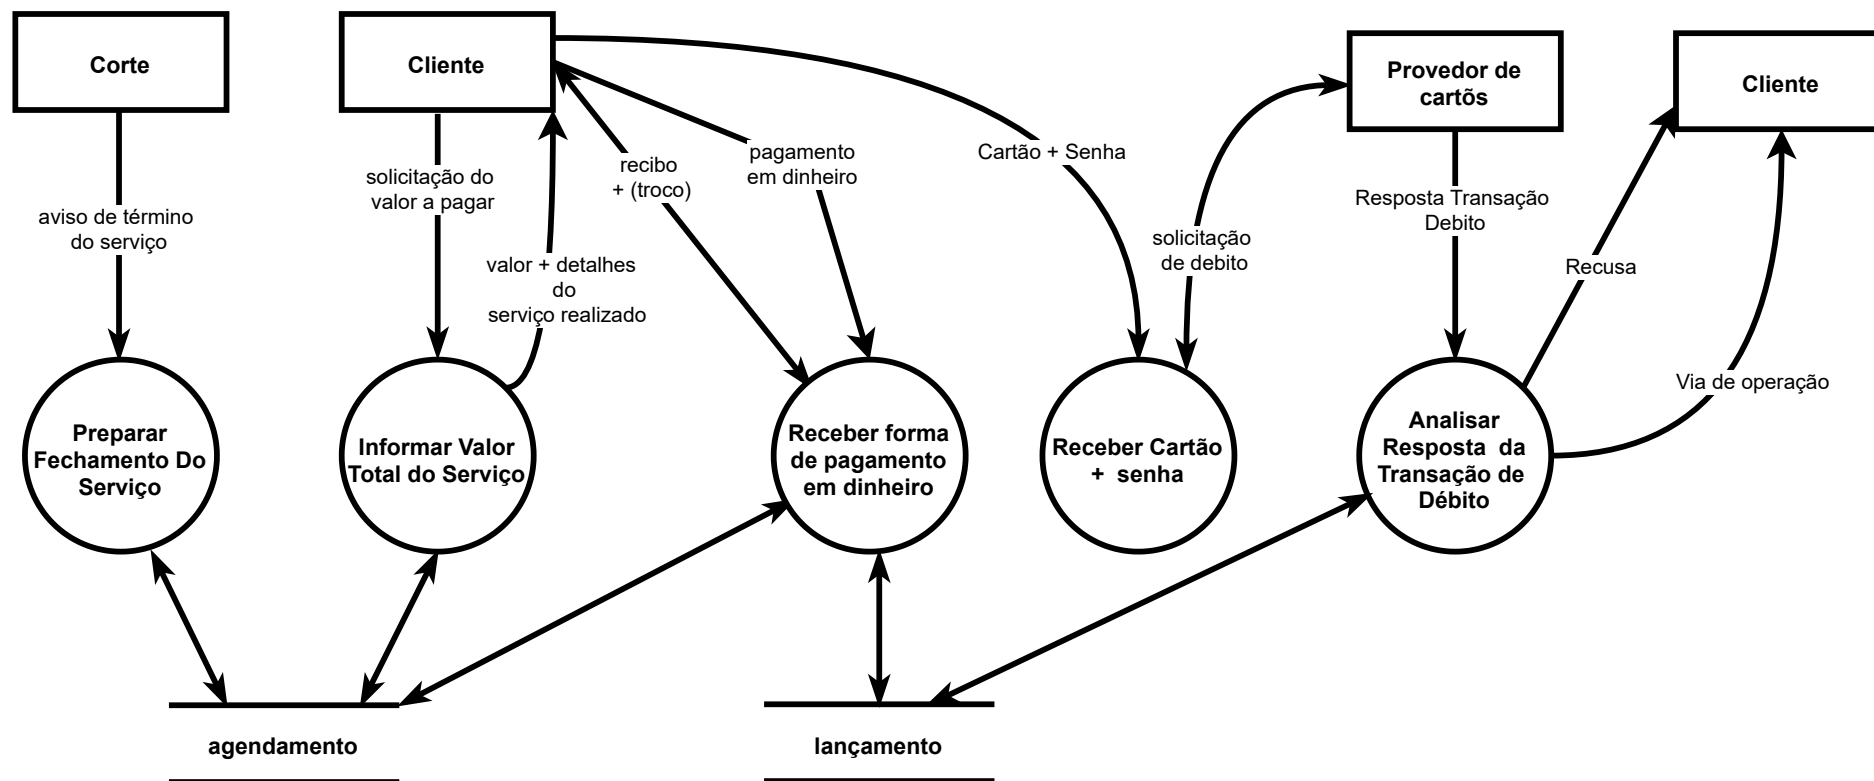 Corte
Cliente
Provedor de
cartõs
Cliente
solicitação do
valor a pagar
recibo
+ (troco)
pagamento
em dinheiro
Cartão + Senha
aviso de término
do serviço
valor + detalhes
do
serviço realizado
solicitação
de debito
Resposta Transação
Debito
Recusa
Via de operação
Preparar
Fechamento Do
Serviço
Informar Valor
Total do Serviço
Receber forma
de pagamento
em dinheiro
Receber Cartão
+ senha
Analisar
Resposta da
Transação de
Débito
agendamento
lançamento